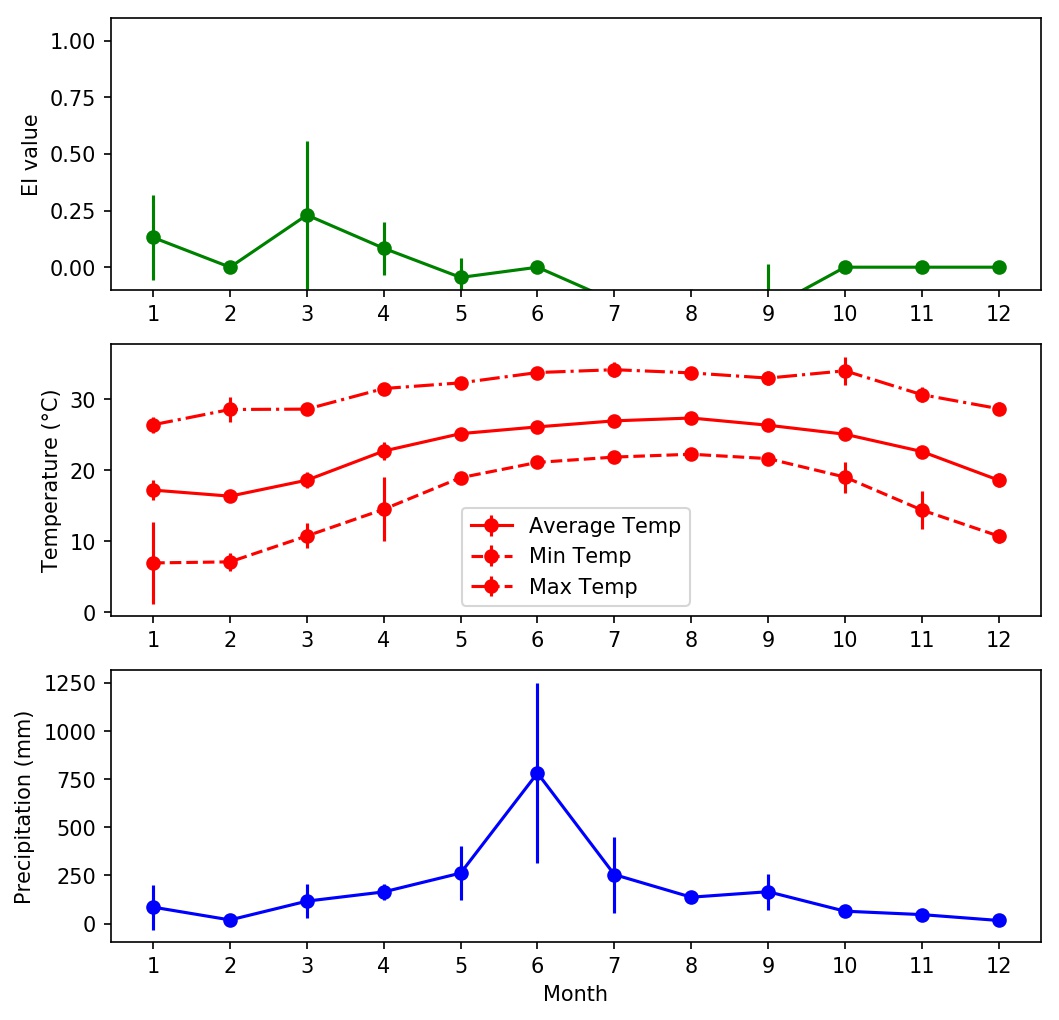 EI value
1.00
0.75
0.50
0.25
0.00
1 2 3 4 5 6 7 8 9 10 11 12
Temperature (°C)
30
20
10
0
Average Temp
Min Temp
Max Temp
1 2 3 4 5 6 7 8 9 10 11 12
Precipitation (mm)
1250
1000
750
500
250
0
1 2 3 4 5 6 7 8 9 10 11 12
Month